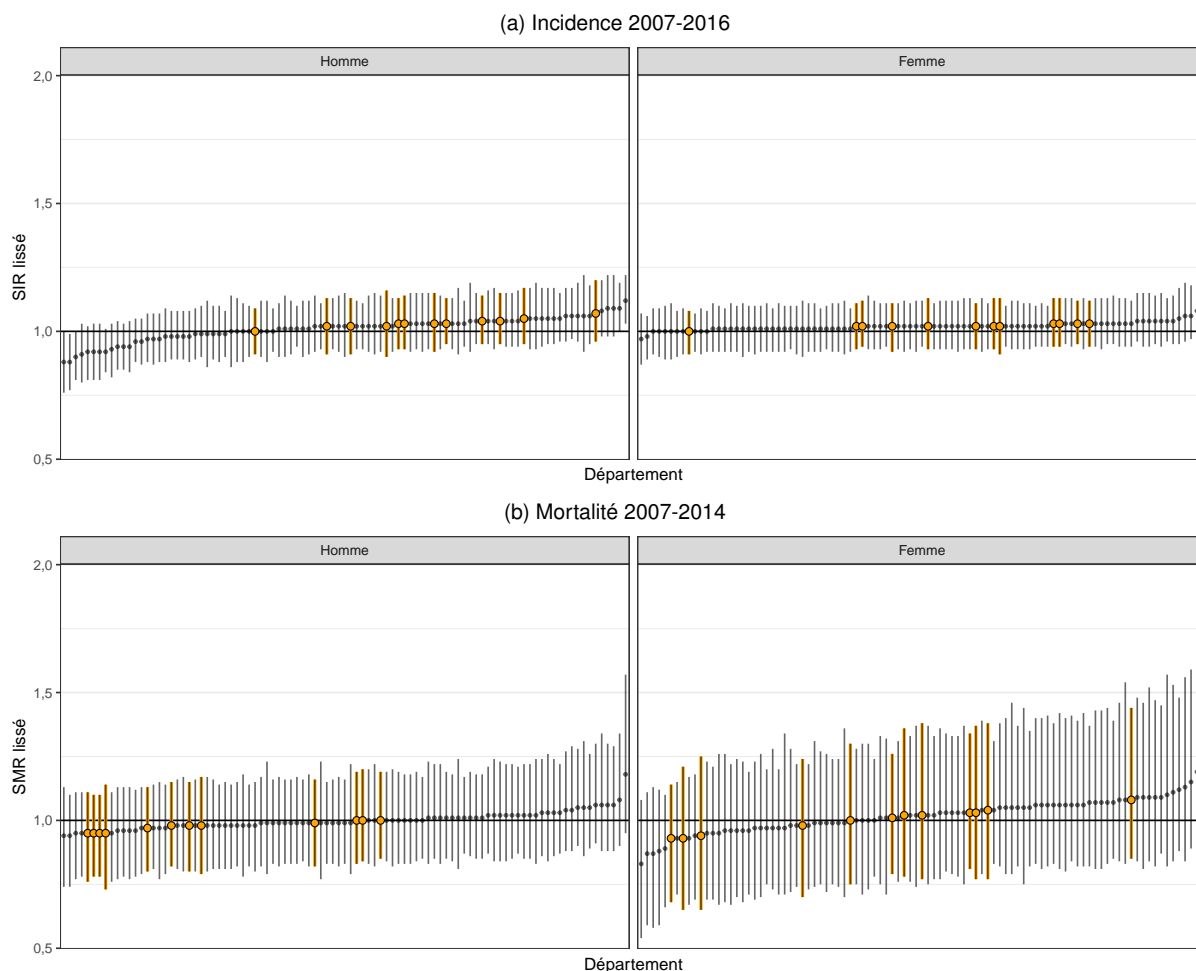 (a) Incidence 2007-2016
Homme
Femme
2,0
1,5
1,0
0,5
SIR lissé
Département
(b) Mortalité 2007-2014
Homme
Femme
2,0
1,5
1,0
0,5
SMR lissé
Département